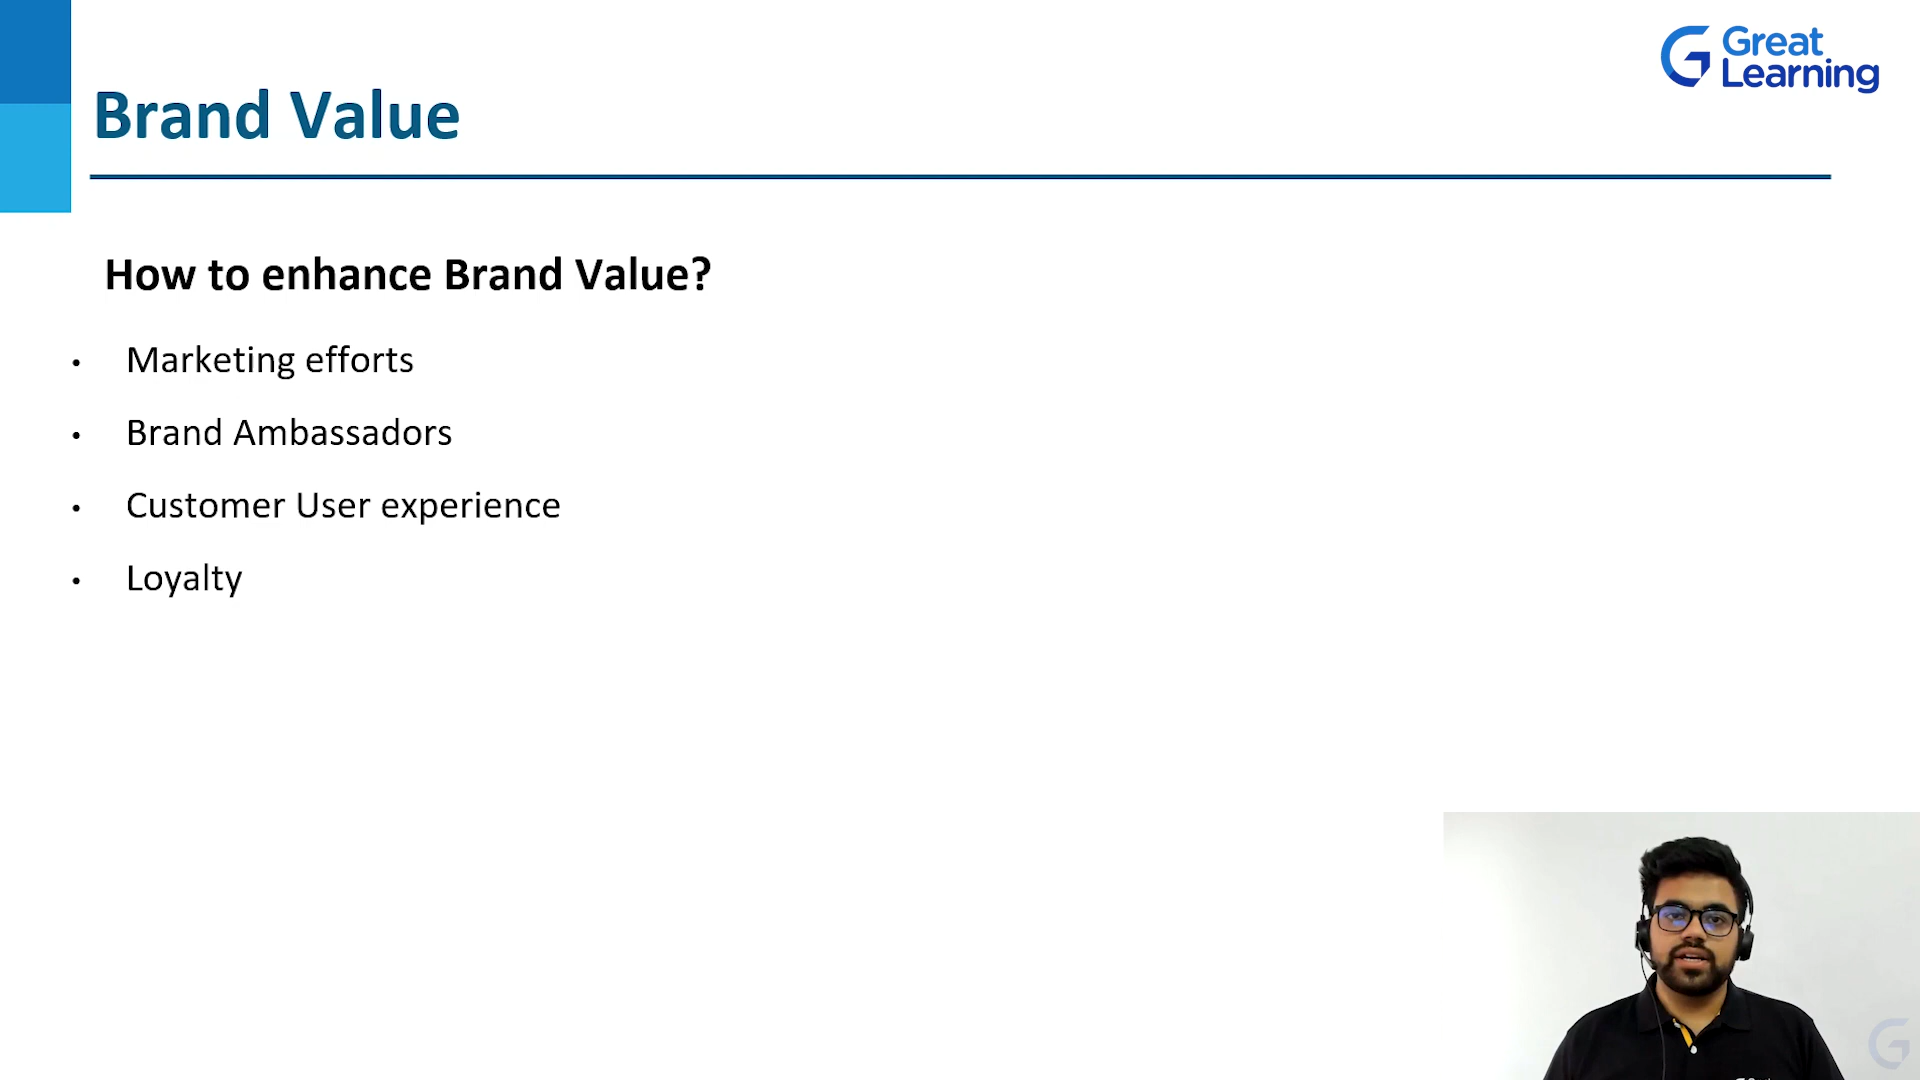 Great
Learning
Brand Value
How to enhance Brand Value?
• Marketing efforts
• Brand Ambassadors
• Customer User experience
• Loyalty